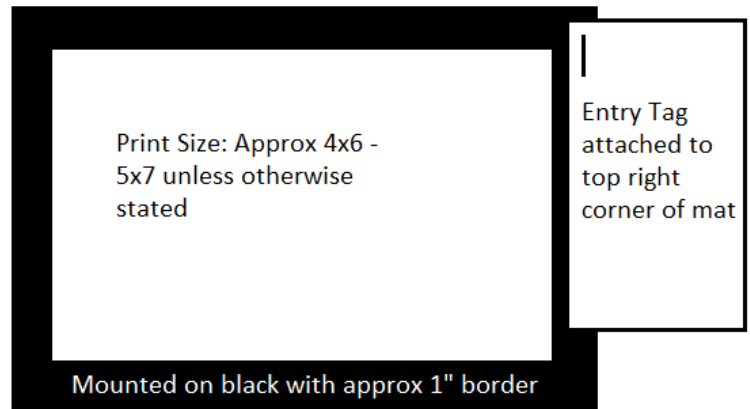 Print Size: Approx 4x6 -
5x7 unless otherwise
stated
Entry Tag
attached to
top right
corner of mat
Mounted on black with approx 1" border